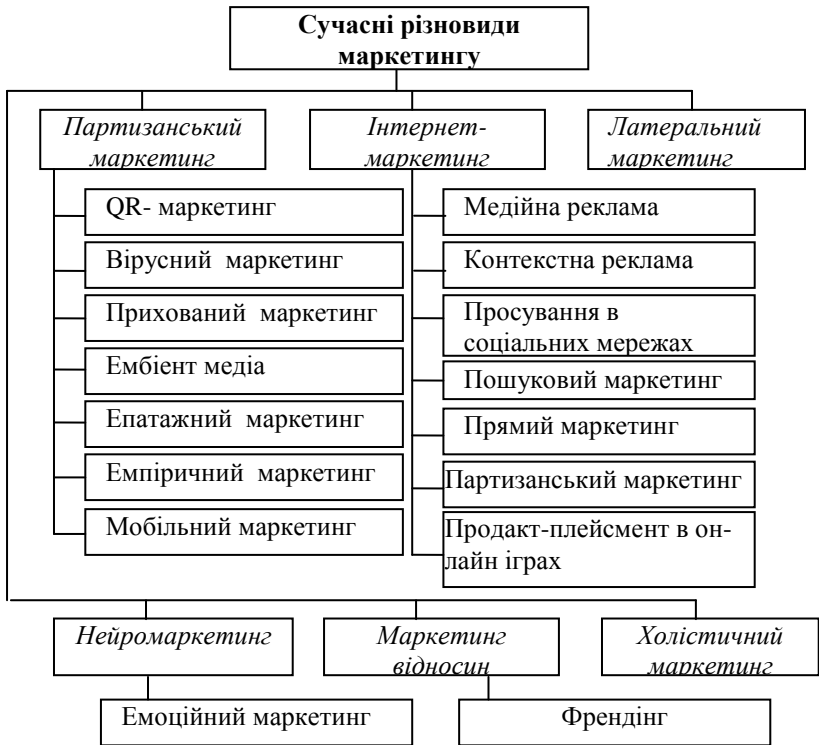 Сучасні різновиди
маркетингу
Партизанський
маркетинг
Інтернет-
маркетинг
Латеральний
маркетинг
QR- маркетинг
Вірусний маркетинг
Прихований маркетинг
Ембієнт медіа
Епатажний маркетинг
Емпіричний маркетинг
Мобільний маркетинг
Медійна реклама
Контекстна реклама
Просування в
соціальних мережах
Пошуковий маркетинг
Прямий маркетинг
Партизанський маркетинг
Продакт-плейсмент в он-
лайн іграх
Нейромаркетинг
Маркетинг
відносин
Холістичний
маркетинг
Емоційний маркетинг
Френдінг